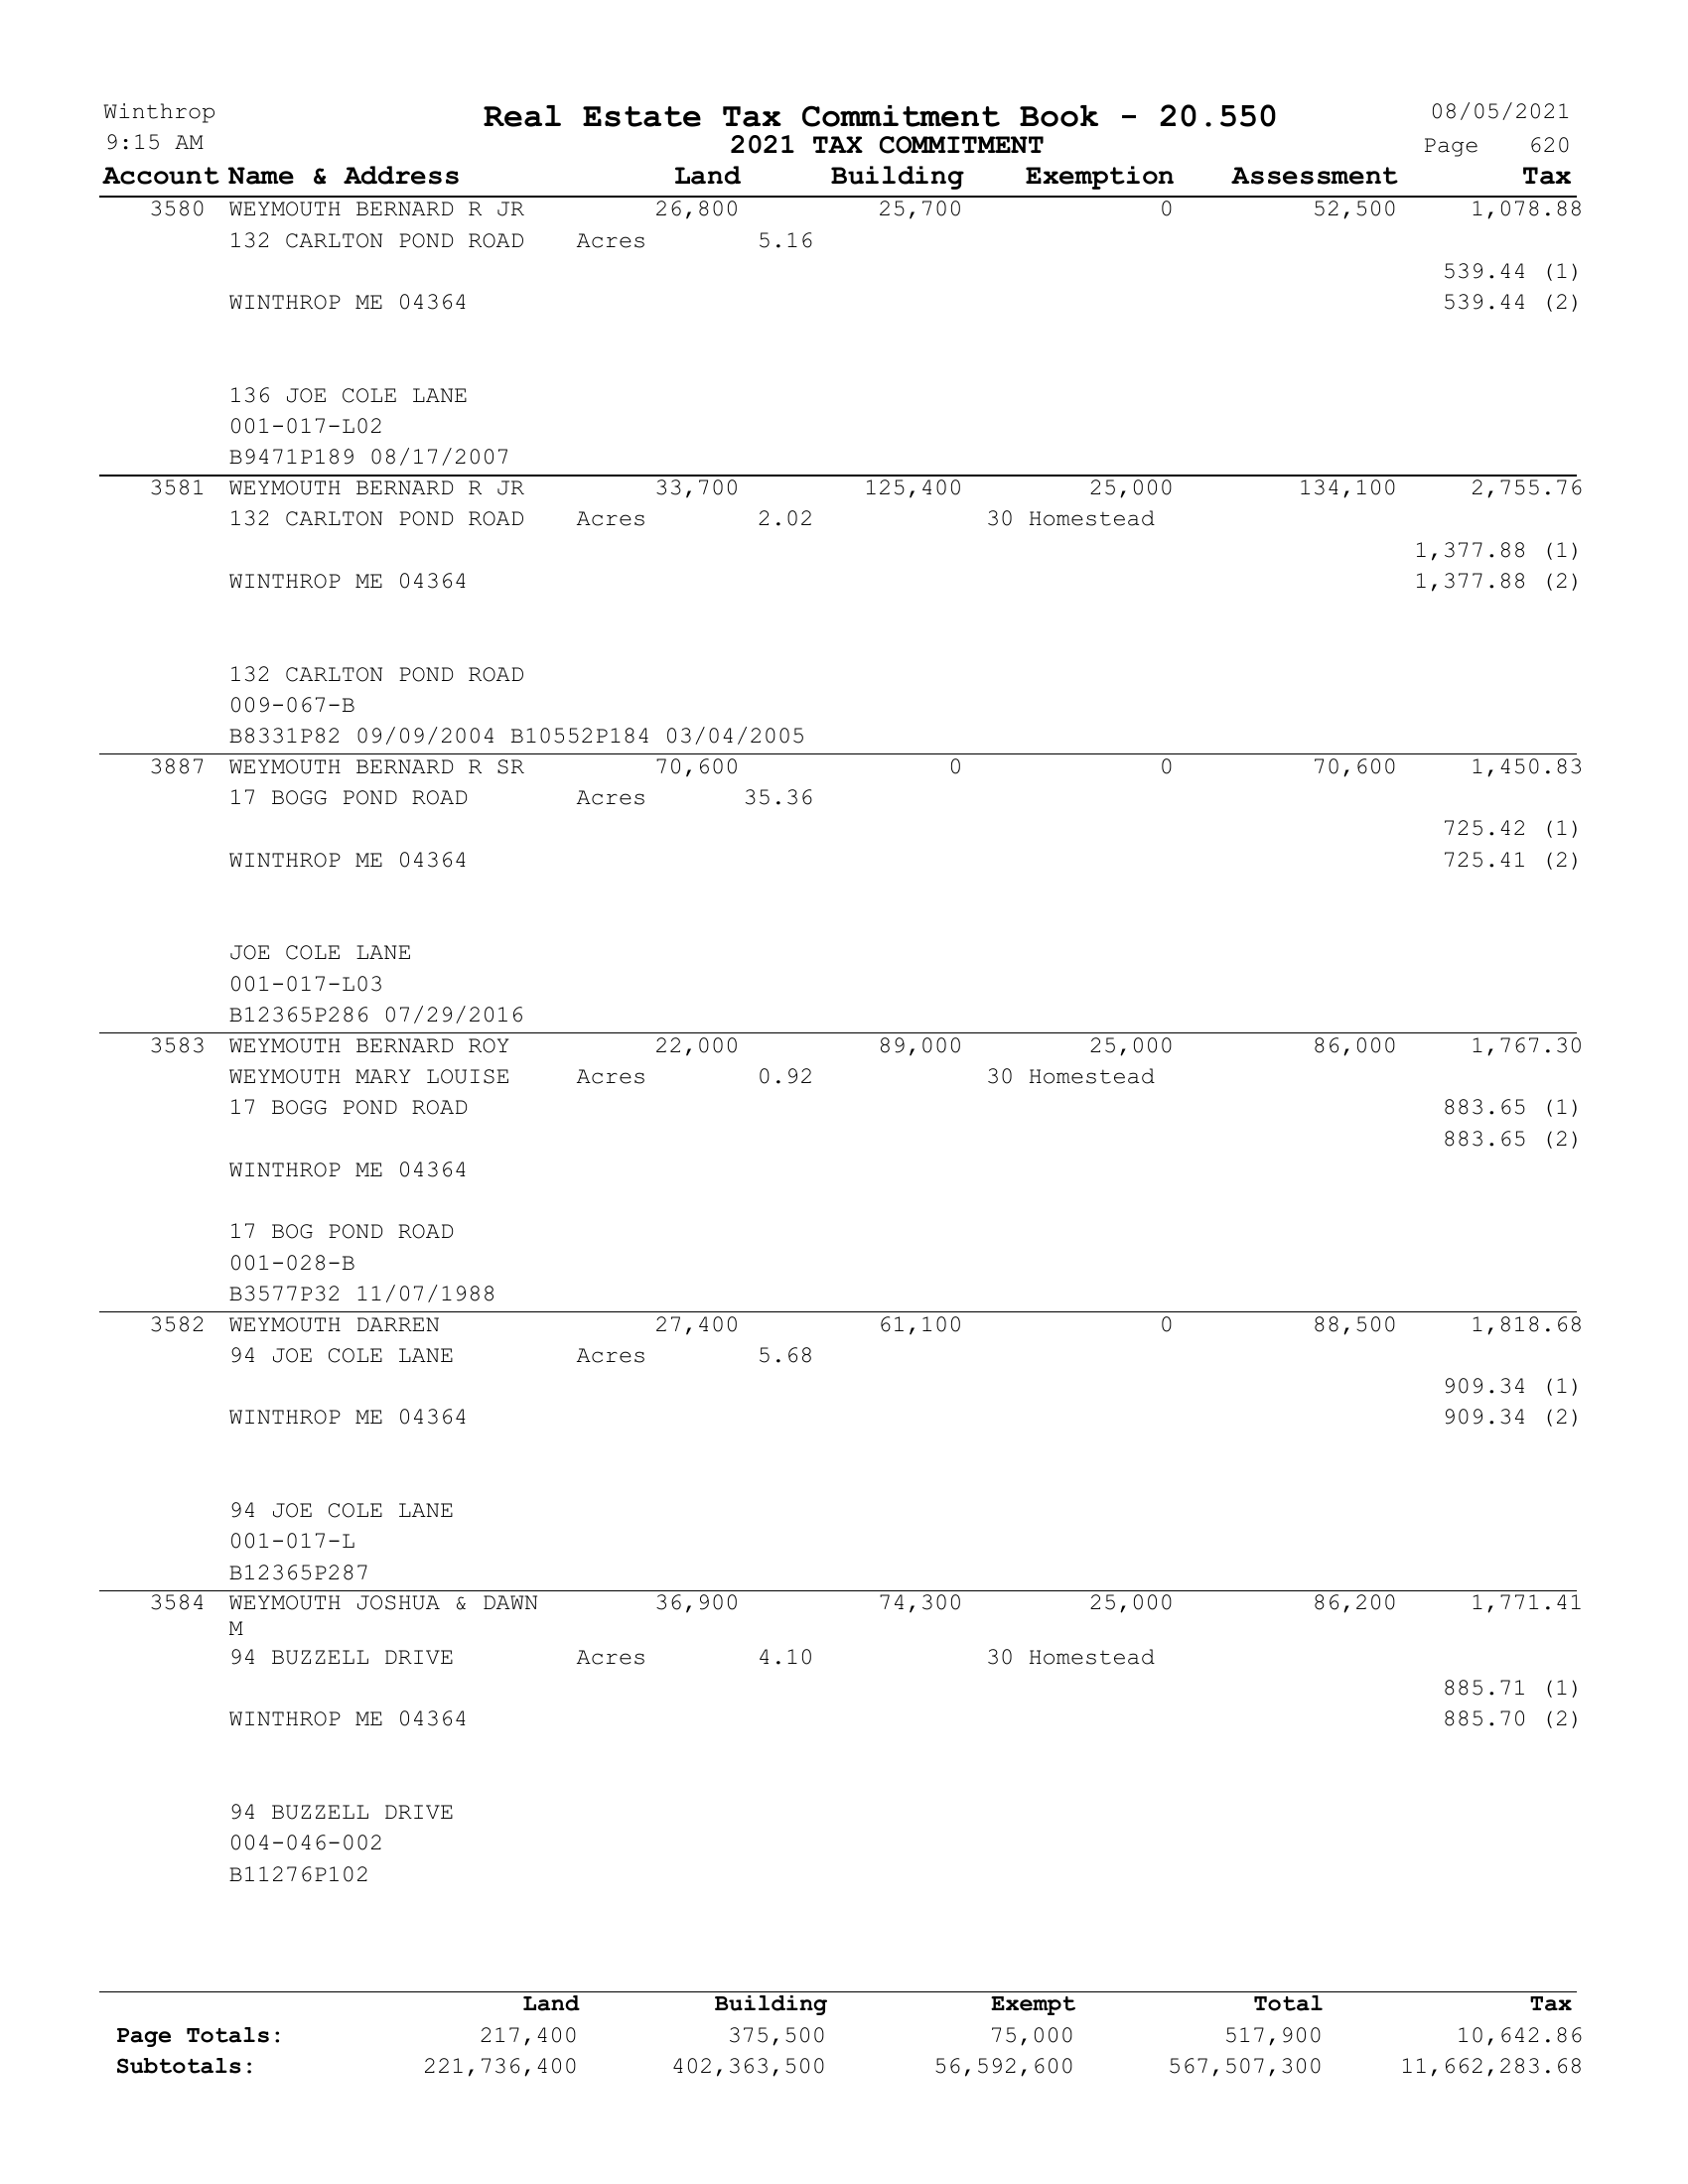 Winthrop Real Estate Tax Commitment Book - 20.550 08/05/2021
9:15 AM 2021 TAX COMMITMENT Page 620
Account Name & Address Land Building Exemption Assessment Tax
3580 WEYMOUTH BERNARD R JR 26,800 25,700 0 52,500 1,078.88
132 CARLTON POND ROAD Acres 5.16
539.44 (1)
WINTHROP ME 04364 539.44 (2)
136 JOE COLE LANE
001-017-L02
B9471P189 08/17/2007
3581 WEYMOUTH BERNARD R JR 33,700 125,400 25,000 134,100 2,755.76
132 CARLTON POND ROAD Acres 2.02 30 Homestead
1,377.88 (1)
WINTHROP ME 04364 1,377.88 (2)
132 CARLTON POND ROAD
009-067-B
B8331P82 09/09/2004 B10552P184 03/04/2005
3887 WEYMOUTH BERNARD R SR 70,600 0 0 70,600 1,450.83
17 BOGG POND ROAD Acres 35.36
725.42 (1)
WINTHROP ME 04364 725.41 (2)
JOE COLE LANE
001-017-L03
B12365P286 07/29/2016
3583 WEYMOUTH BERNARD ROY 22,000 89,000 25,000 86,000 1,767.30
WEYMOUTH MARY LOUISE Acres 0.92 30 Homestead
17 BOGG POND ROAD 883.65 (1)
883.65 (2)
WINTHROP ME 04364
17 BOG POND ROAD
001-028-B
B3577P32 11/07/1988
3582 WEYMOUTH DARREN 27,400 61,100 0 88,500 1,818.68
94 JOE COLE LANE Acres 5.68
909.34 (1)
WINTHROP ME 04364 909.34 (2)
94 JOE COLE LANE
001-017-L
B12365P287
3584 WEYMOUTH JOSHUA & DAWN 36,900 74,300 25,000 86,200 1,771.41
M
94 BUZZELL DRIVE Acres 4.10 30 Homestead
885.71 (1)
WINTHROP ME 04364 885.70 (2)
94 BUZZELL DRIVE
004-046-002
B11276P102
Land Building Exempt Total Tax
Page Totals: 217,400 375,500 75,000 517,900 10,642.86
Subtotals: 221,736,400 402,363,500 56,592,600 567,507,300 11,662,283.68